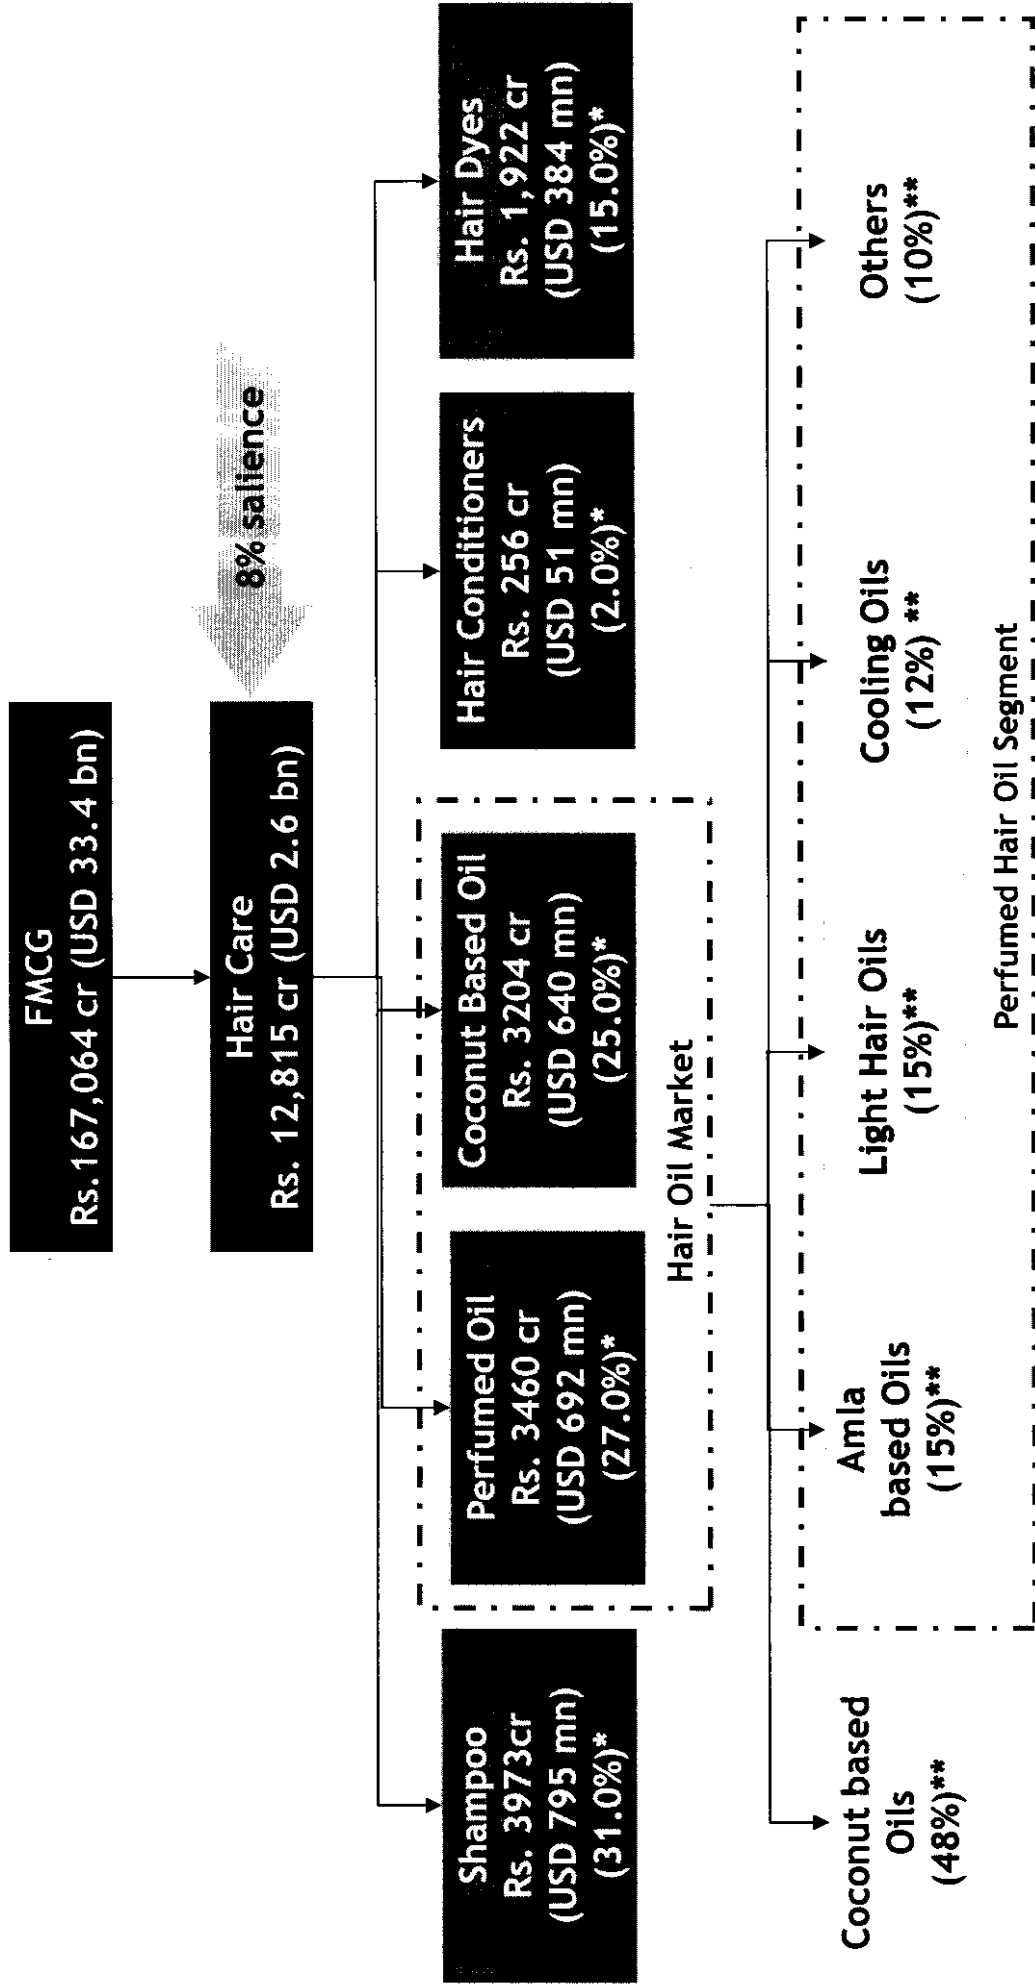 FMCG
Rs.167,064 cr (USD 33.4 bn)
Hair Care
Rs. 12,815 cr (USD 2.6 bn)
8% salience
Shampoo
Rs. 3973cr
(USD 795 mn)
(31.0%)*
Perfumed Oil
Rs. 3460 cr
(USD 692 mn)
(27.0%)*
Coconut Based Oil
Rs. 3204 cr
(USD 640 mn)
(25.0%)*
Hair Conditioners
Rs. 256 cr
(USD 51 mn)
(2.0%)*
Hair Dyes
Rs. 1,922 cr
(USD 384 mn)
(15.0%)*
Hair Oil Market
Coconut based
Oils
(48%)**
Amla
based Oils
(15%)**
Light Hair Oils
(15%)**
Cooling Oils
(12%) **
Others
(10%)**
Perfumed Hair Oil Segment